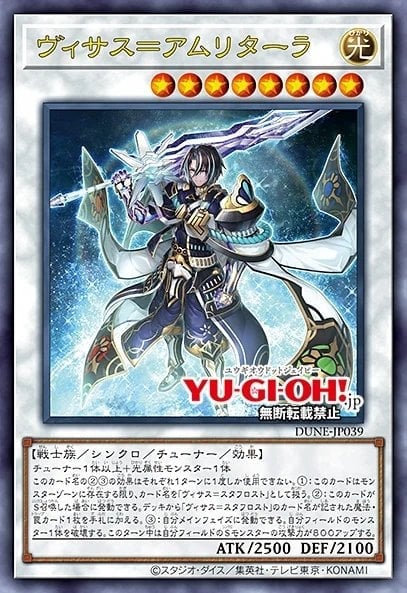 ヴィサス=アムリターラ
光
ユウギオウドットジェイピー
YU-GI-OH!.jp
無断転載禁止
DUNE-JP039
【戦士族/シンクロ/チューナー/効果】
チューナー1体以上+光属性モンスター1体
このカード名の②③の効果はそれぞれ1ターンに1度しか使用できない。①:このカードはモン
スターゾーンに存在する限り、カード名を「ヴィサス=スタフロスト」として扱う。②:このカードが
S召喚した場合に発動できる。デッキから「ヴィサス=スタフロスト」のカード名が記された魔法・
罠カード1枚を手札に加える。③:自分メインフェイズに発動できる。自分フィールドのモンス
ター1体を破壊する。このターン中は自分フィールドのSモンスターの攻撃力が800アップする。
ATK/2500 DEF/2100
©スタジオ・ダイス/集英社・テレビ東京・KONAMI